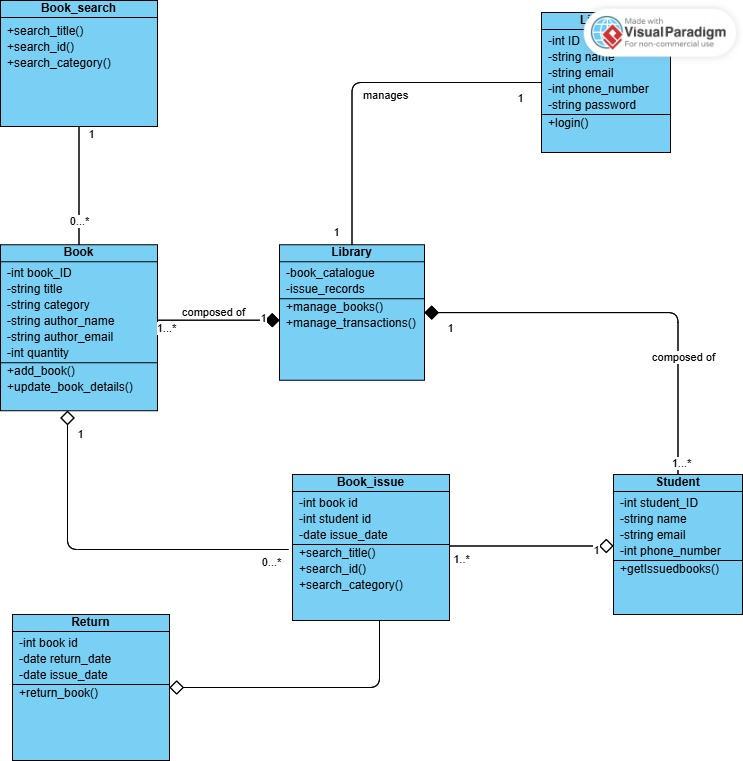 Book_search
+search_title()
+search_id()
+search_category()
-int ID
-string name
-string email
-int phone_number
-string password
+login()
Made with
VisualParadigm
For non-commercial use
manages
1
1
1
0...*
Book
-int book_ID
-string title
-string category
-string author_name
-string author_email
-int quantity
+add_book()
+update_book_details()
composed of
1
1...*
Library
-book_catalogue
-issue_records
+manage_books()
+manage_transactions()
1
composed of
1...*
1
0...*
Book_issue
-int book id
-int student id
-date issue_date
+search_title()
+search_id()
+search_category()
1..*
1
Student
-int student_ID
-string name
-string email
-int phone_number
+getIssuedbooks()
Return
-int book id
-date return_date
-date issue_date
+return_book()